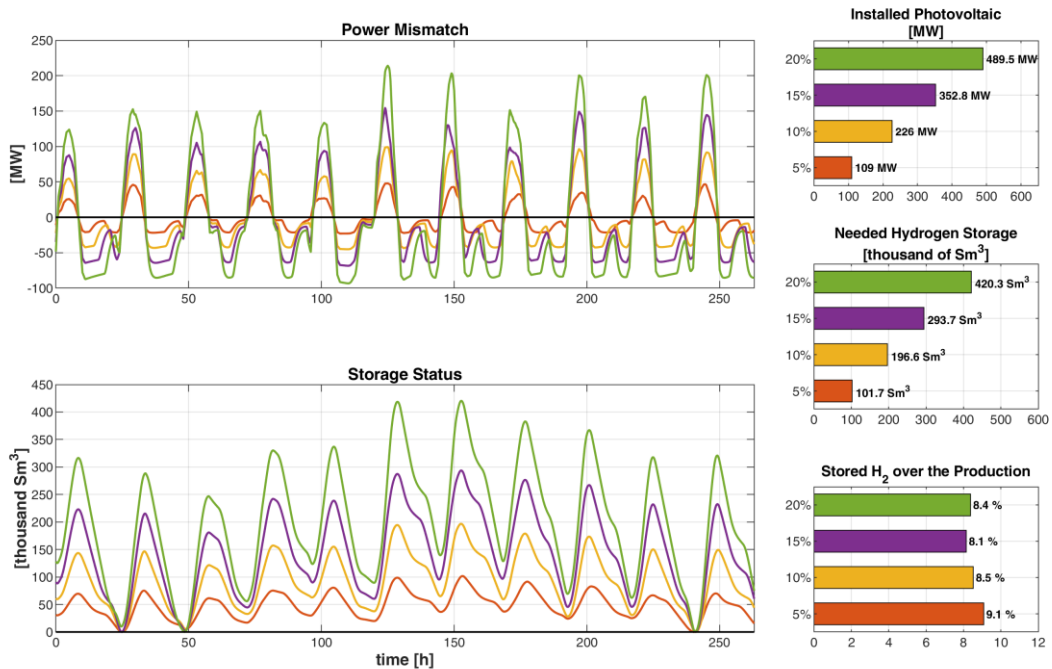 Power Mismatch
[MW]
250
200
150
100
50
0
-50
-100
0
50
100
150
200
250
Storage Status
[thousand Sm³]
450
400
350
300
250
200
150
100
50
0
0
50
100
150
200
250
time [h]
Installed Photovoltaic
[MW]
20%
489.5 MW
15%
352.8 MW
10%
226 MW
5%
109 MW
0 100 200 300 400 500 600
Needed Hydrogen Storage
[thousand of Sm³]
20%
420.3 Sm³
15%
293.7 Sm³
10%
196.6 Sm³
5%
101.7 Sm³
0 100 200 300 400 500 600
Stored H₂ over the Production
20%
8.4 %
15%
8.1 %
10%
8.5 %
5%
9.1 %
0 2 4 6 8 10 12